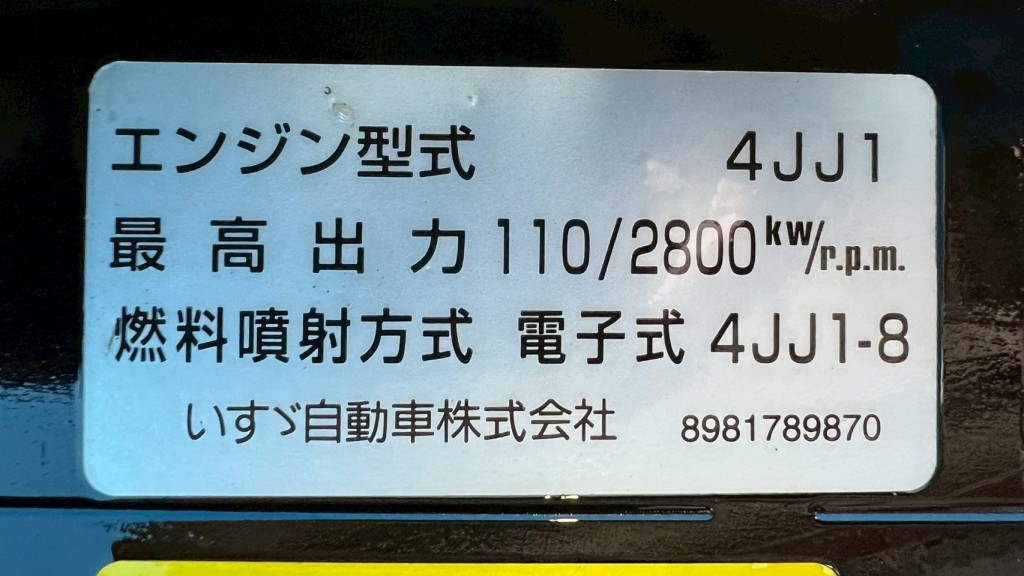 エンジン型式 4JJ1
最高出力 110/2800 kw/r.p.m.
燃料噴射方式 電子式 4JJ1-8
いすゞ自動車株式会社 8981789870